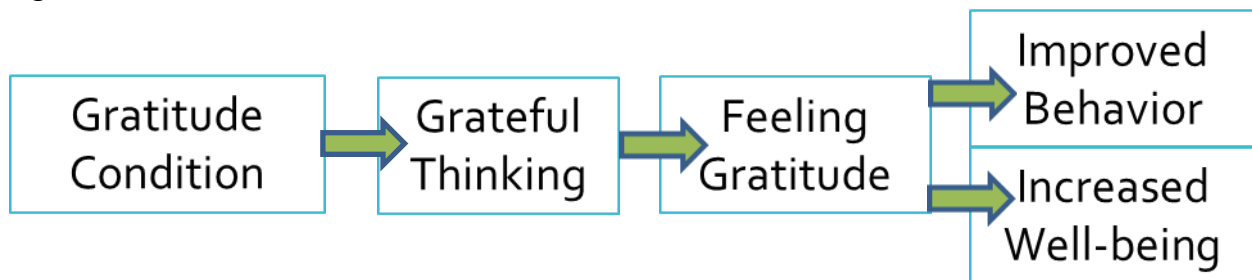 Gratitude
Condition
Grateful
Thinking
Feeling
Gratitude
Improved
Behavior
Increased
Well-being